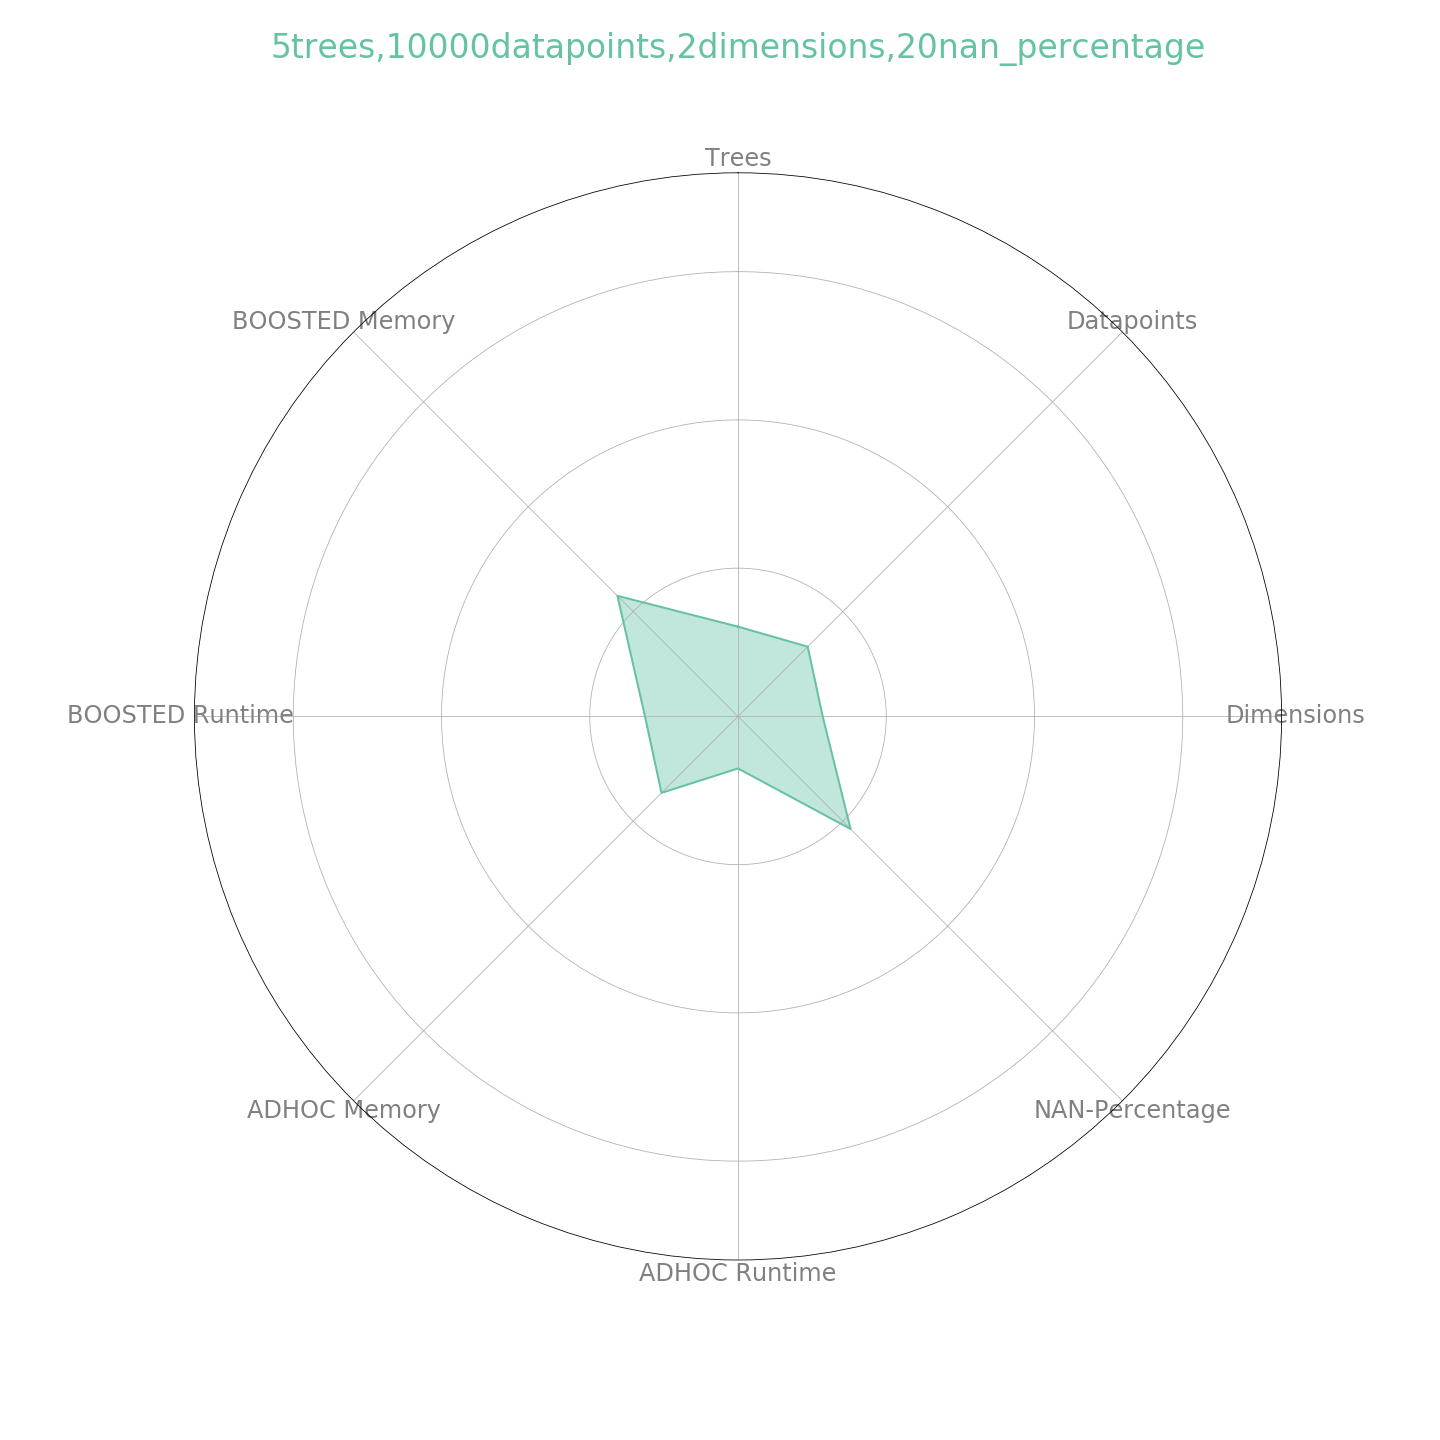 5trees,10000datapoints,2dimensions,20nan_percentage
Trees
BOOSTED Memory
Datapoints
BOOSTED Runtime
Dimensions
ADHOC Memory
NAN-Percentage
ADHOC Runtime